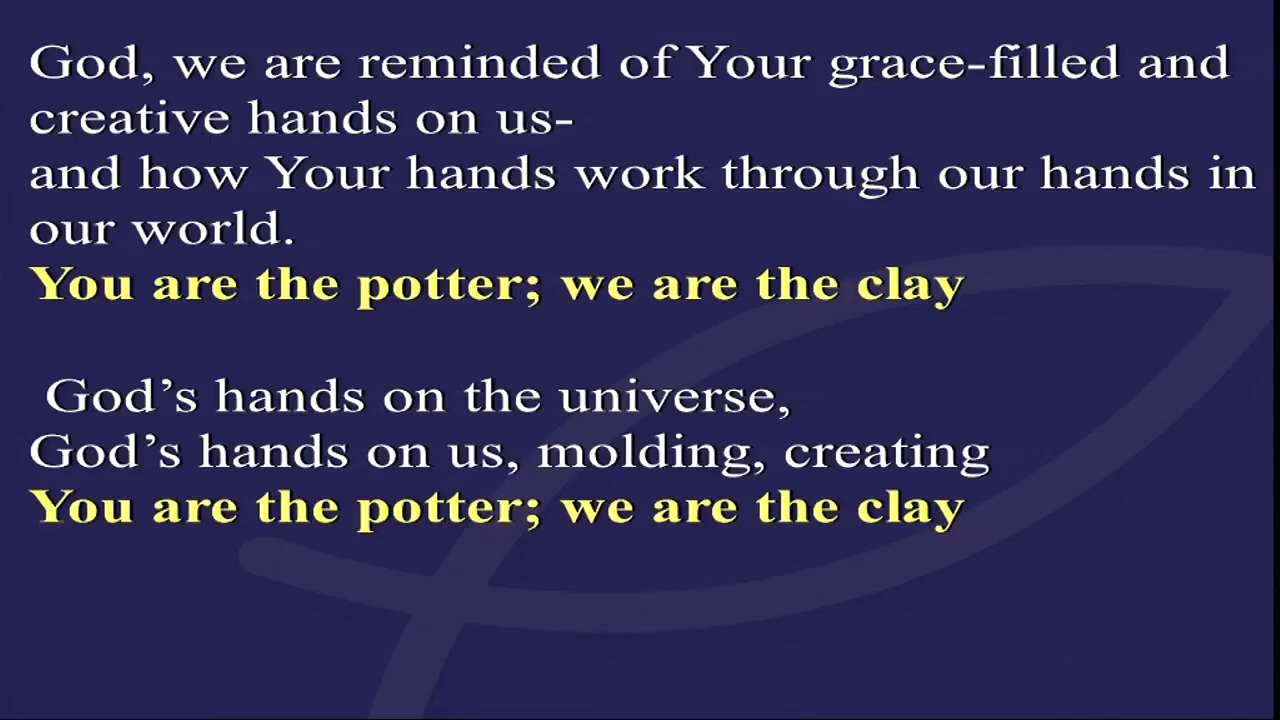 God, we are reminded of Your grace-filled and
creative hands on us-
and how Your hands work through our hands in
our world.
You are the potter; we are the clay
God’s hands on the universe,
God’s hands on us, molding, creating
You are the potter; we are the clay